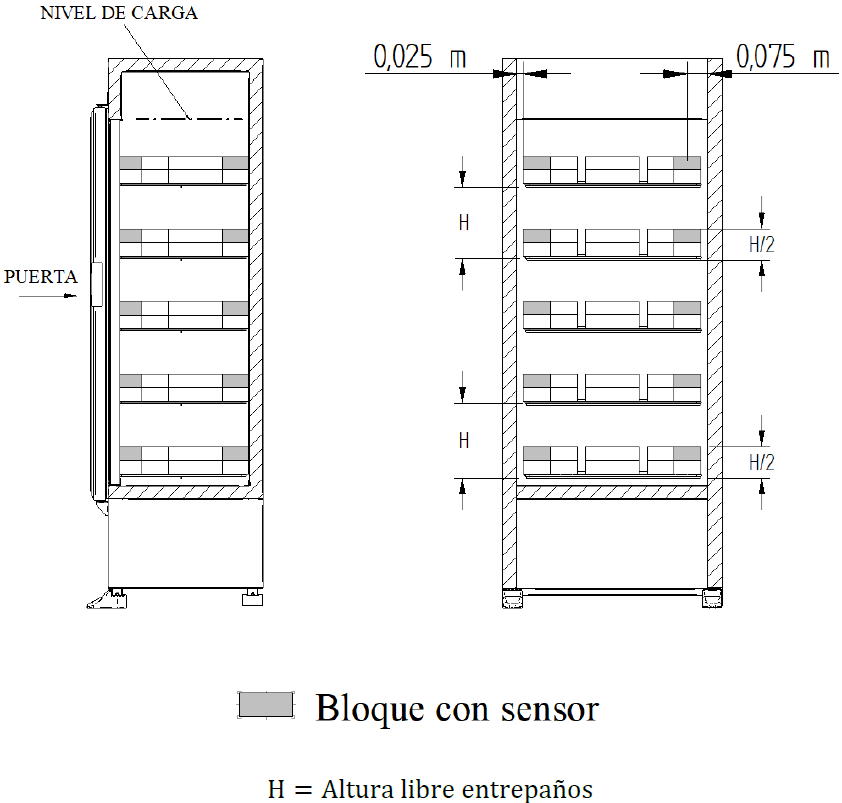 NIVEL DE CARGA
0,025 m
0,075 m
H
H/2
PUERTA
H
H/2
Bloque con sensor
H = Altura libre entrepaños